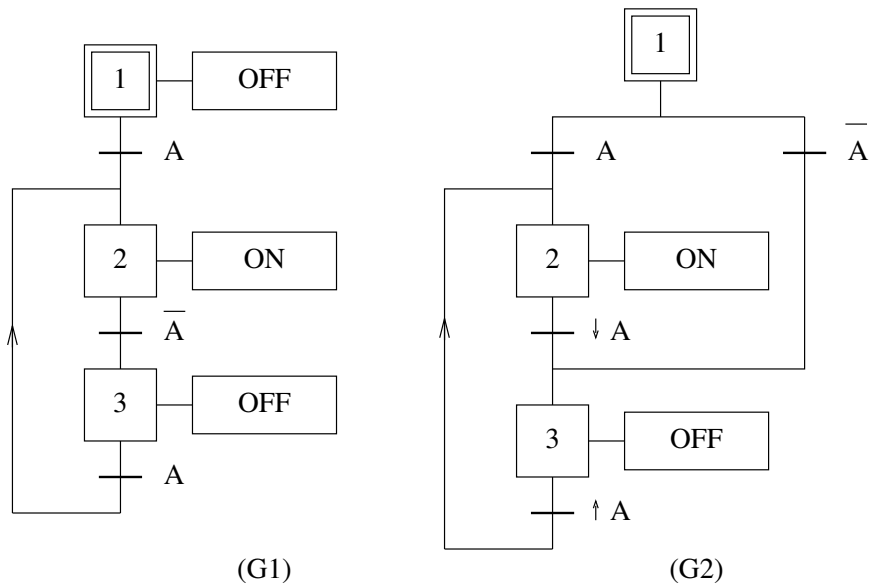 1 OFF
A
2 ON
A̅
3 OFF
A
(G1)
1
A A̅
2 ON
↓ A
3 OFF
↑ A
(G2)